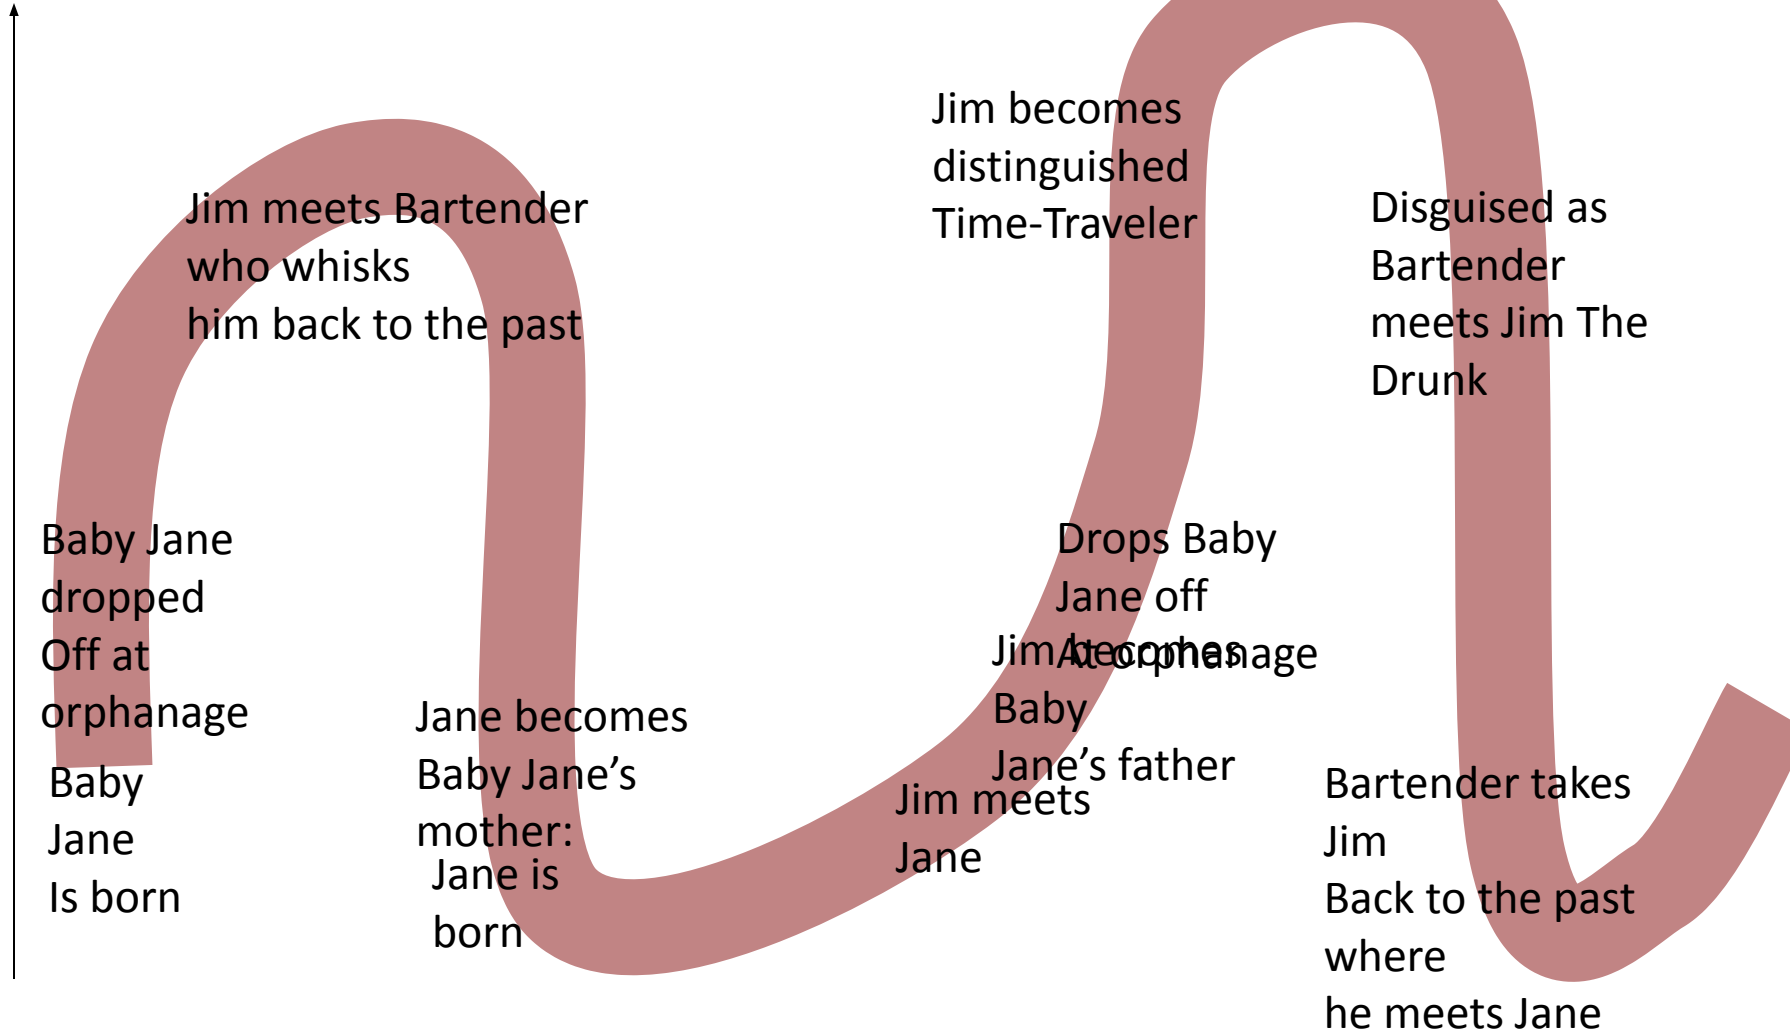 Jim becomes
distinguished
Time-Traveler
Jim meets Bartender
who whisks
him back to the past
Disguised as
Bartender
meets Jim The
Drunk
Baby Jane
dropped
Off at
orphanage
Baby
Jane
Is born
Jane becomes
Baby Jane’s
mother:
Jane is
born
Drops Baby
Jane off
At orphanage
Jim becomes
Baby
Jane’s father
Jim meets
Jane
Bartender takes
Jim
Back to the past
where
he meets Jane